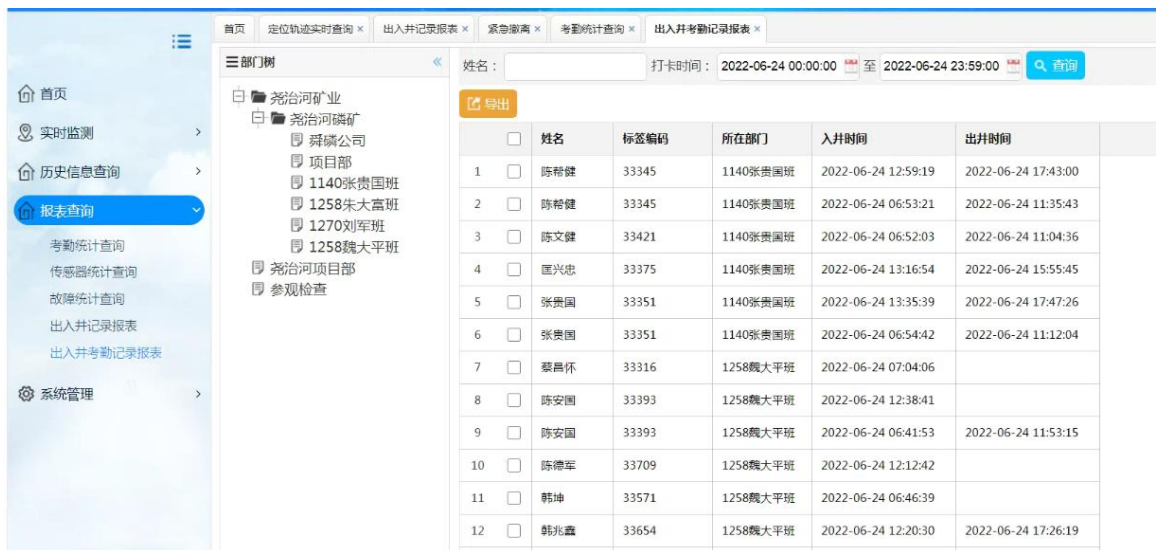 首页 定位轨迹实时查询 × 出入井记录报表 × 紧急撤离 × 考勤统计查询 × 出入井考勤记录报表 ×
首页
实时监测
历史信息查询
报表查询
考勤统计查询
传感器统计查询
故障统计查询
出入井记录报表
出入井考勤记录报表
系统管理
部门树
尧治河矿业
尧治河磷矿
舜磷公司
项目部
1140张贵国班
1258朱大富班
1270刘军班
1258魏大平班
尧治河项目部
参观检查
姓名： 打卡时间： 2022-06-24 00:00:00 至 2022-06-24 23:59:00 查询
导出
姓名 标签编码 所在部门 入井时间 出井时间
1 陈帮健 33345 1140张贵国班 2022-06-24 12:59:19 2022-06-24 17:43:00
2 陈帮健 33345 1140张贵国班 2022-06-24 06:53:21 2022-06-24 11:35:43
3 陈文健 33421 1140张贵国班 2022-06-24 06:52:03 2022-06-24 11:04:36
4 匡兴忠 33375 1140张贵国班 2022-06-24 13:16:54 2022-06-24 15:55:45
5 张贵国 33351 1140张贵国班 2022-06-24 13:35:39 2022-06-24 17:47:26
6 张贵国 33351 1140张贵国班 2022-06-24 06:54:42 2022-06-24 11:12:04
7 蔡昌怀 33316 1258魏大平班 2022-06-24 07:04:06
8 陈安国 33393 1258魏大平班 2022-06-24 12:38:41
9 陈安国 33393 1258魏大平班 2022-06-24 06:41:53 2022-06-24 11:53:15
10 陈德军 33709 1258魏大平班 2022-06-24 12:12:42
11 韩坤 33571 1258魏大平班 2022-06-24 06:46:39
12 韩兆鑫 33654 1258魏大平班 2022-06-24 12:20:30 2022-06-24 17:26:19